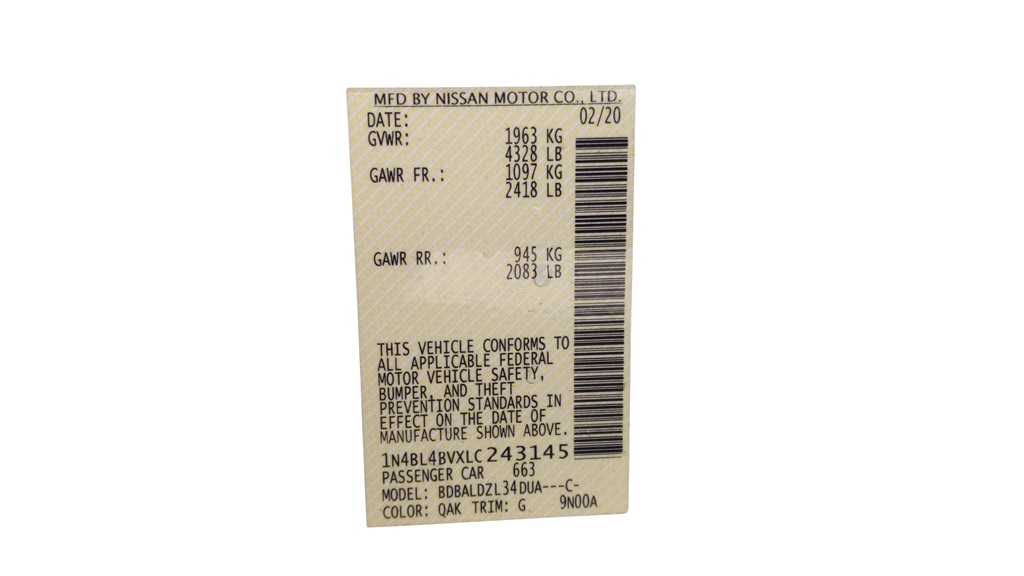 MFD BY NISSAN MOTOR CO., LTD.
DATE: 02/20
GVWR: 1963 KG
4328 LB
GAWR FR.: 1097 KG
2418 LB
GAWR RR.: 945 KG
2083 LB
THIS VEHICLE CONFORMS TO
ALL APPLICABLE FEDERAL
MOTOR VEHICLE SAFETY,
BUMPER, AND THEFT
PREVENTION STANDARDS IN
EFFECT ON THE DATE OF
MANUFACTURE SHOWN ABOVE.
1N4BL4BVXLC243145
PASSENGER CAR 663
MODEL: BDBALDZL34DUA---C-
COLOR: QAK TRIM: G 9N00A